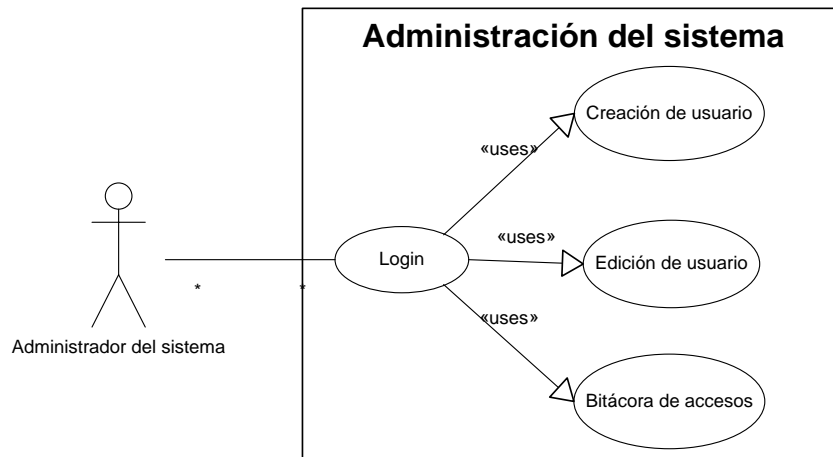 Administración del sistema
Creación de usuario
«uses»
«uses»
Login
Edición de usuario
*
*
«uses»
Administrador del sistema
Bitácora de accesos